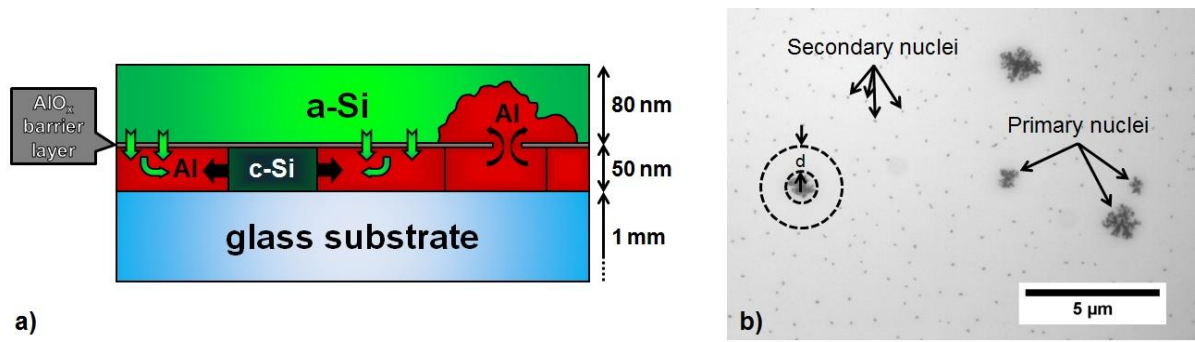 AlOx
barrier
layer
a-Si
Al
Al
c-Si
glass substrate
80 nm
50 nm
1 mm
a)
Secondary nuclei
Primary nuclei
d
5 µm
b)